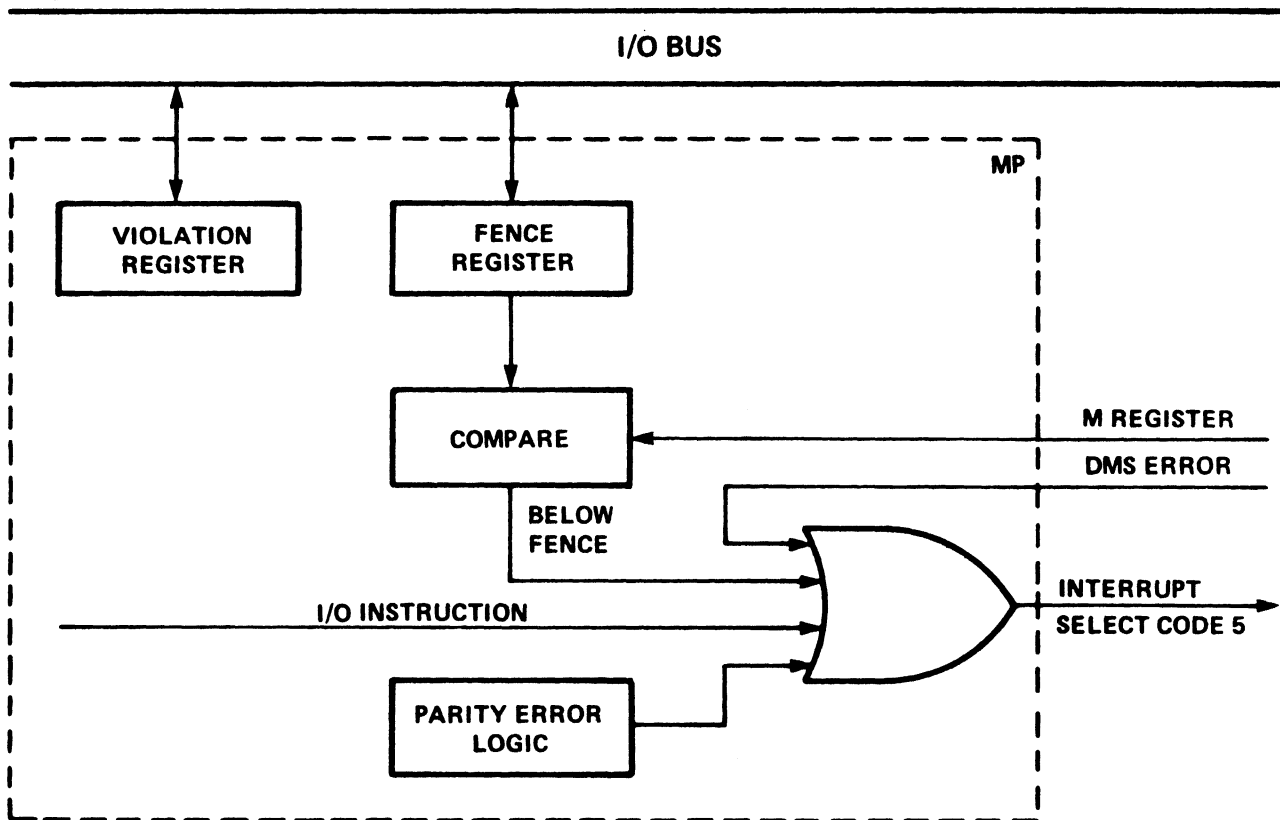 I/O BUS
MP
VIOLATION
REGISTER
FENCE
REGISTER
COMPARE
M REGISTER
DMS ERROR
BELOW
FENCE
I/O INSTRUCTION
INTERRUPT
SELECT CODE 5
PARITY ERROR
LOGIC